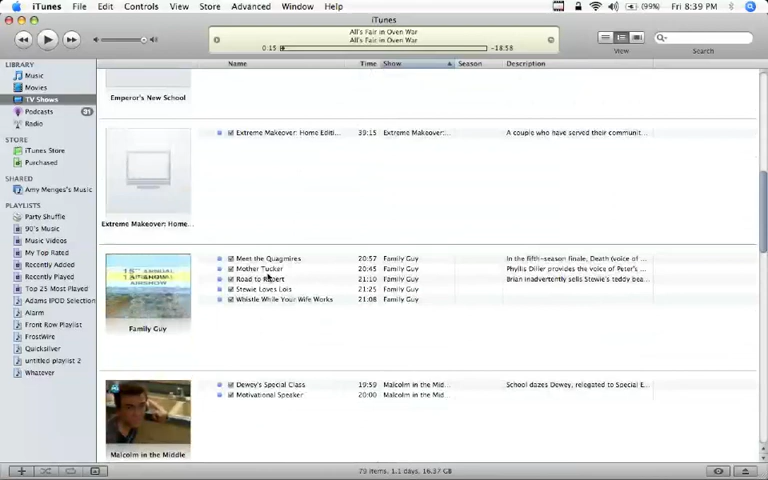 iTunes File Edit Controls View Store Advanced Window Help (99%) Fri 8:39 PM
iTunes
All's Fair in Oven War
All's Fair in Oven War
0:15 -18:58
View Search
LIBRARY
Music
Movies
TV Shows
Podcasts 31
Radio
STORE
iTunes Store
Purchased
SHARED
Amy Menges's Music
PLAYLISTS
Party Shuffle
90's Music
Music Videos
My Top Rated
Recently Added
Recently Played
Top 25 Most Played
Adams IPOD Selection
Alarm
Front Row Playlist
FrostWire
Quicksilver
untitled playlist 2
Whatever
Name Time Show Season Description
Emperor's New School
Extreme Makeover: Home Editi... 39:15 Extreme Makeover:... A couple who have served their communit...
Extreme Makeover: Home...
Meet the Quagmires 20:57 Family Guy In the fifth-season finale, Death (voice of ...
Mother Tucker 20:45 Family Guy Phyllis Diller provides the voice of Peter's ...
Road to Rupert 21:10 Family Guy Brian inadvertently sells Stewie's teddy bea...
Stewie Loves Lois 21:25 Family Guy
Whistle While Your Wife Works 21:08 Family Guy
Family Guy
Dewey's Special Class 19:59 Malcolm in the Mid... School dazes Dewey, relegated to Special E...
Motivational Speaker 20:00 Malcolm in the Mid...
Malcolm in the Middle
79 items, 1.1 days, 16.37 GB